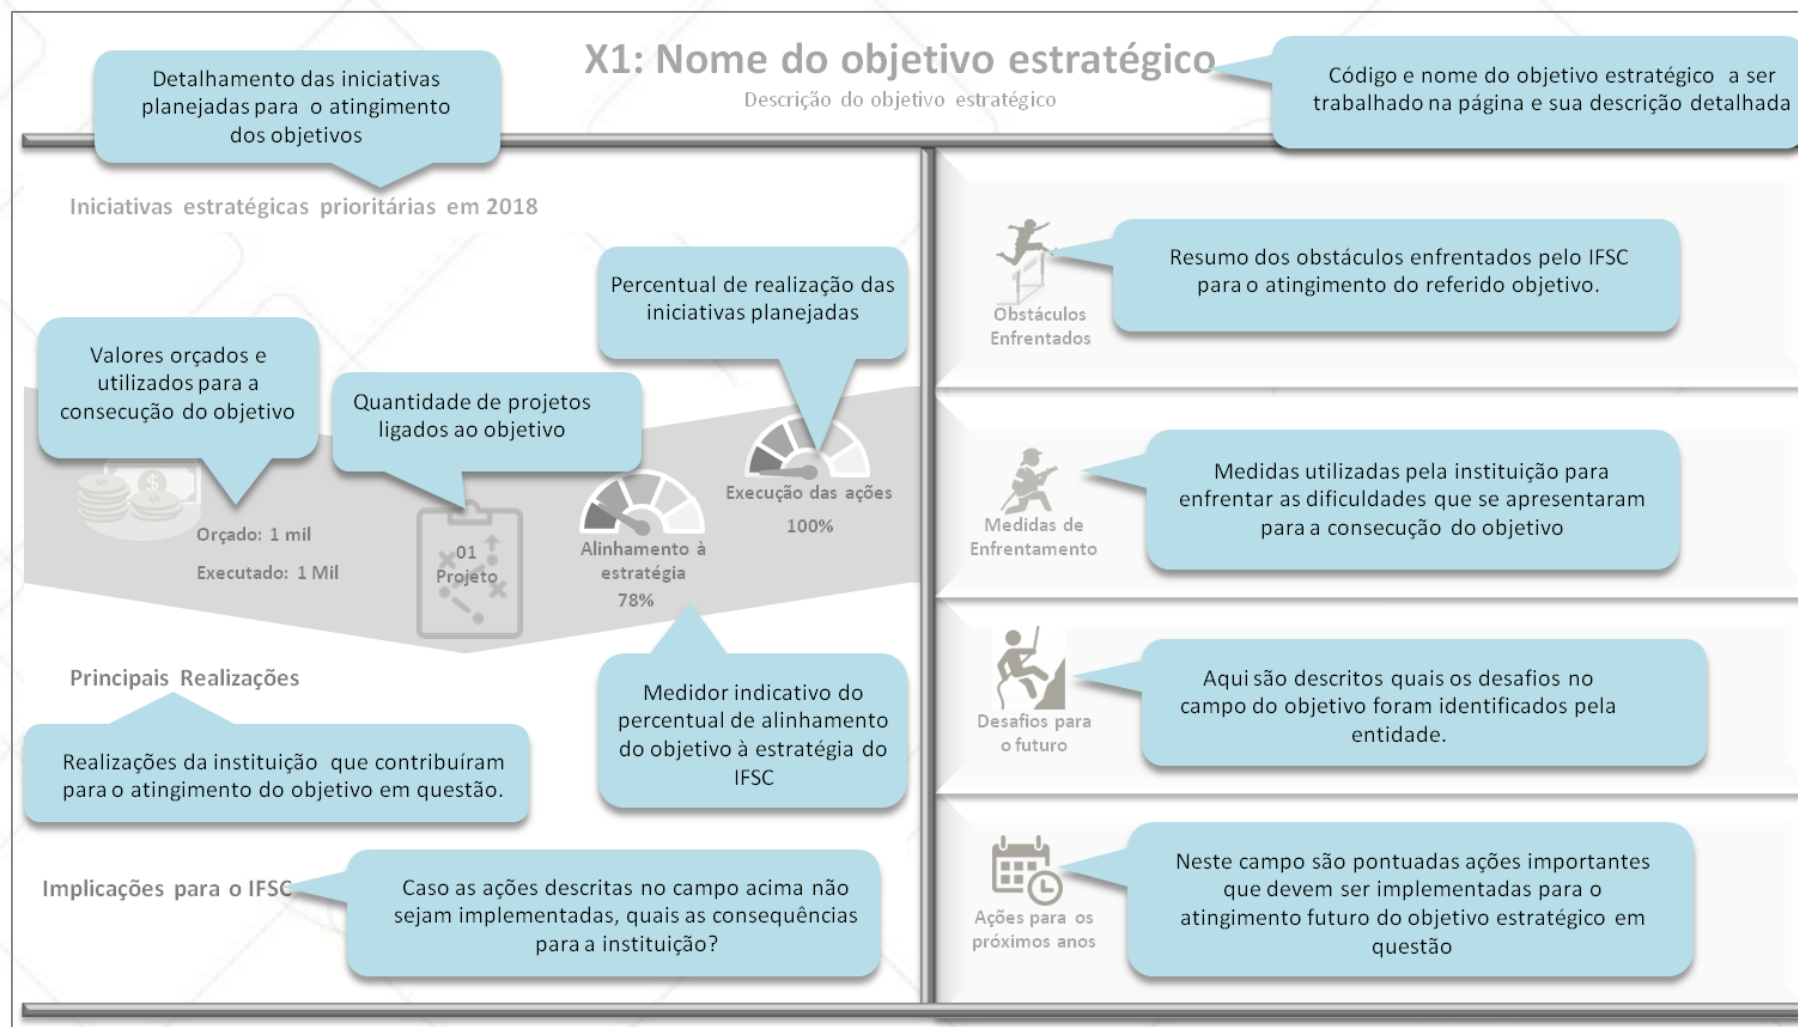 X1: Nome do objetivo estratégico
Descrição do objetivo estratégico
Código e nome do objetivo estratégico a ser
trabalhado na página e sua descrição detalhada
Detalhamento das iniciativas
planejadas para o atingimento
dos objetivos
Iniciativas estratégicas prioritárias em 2018
Percentual de realização das
iniciativas planejadas
Valores orçados e
utilizados para a
consecução do objetivo
Quantidade de projetos
ligados ao objetivo
Orçado: 1 mil
Executado: 1 Mil
01
Projeto
Alinhamento à
estratégia
78%
Execução das ações
100%
Medidor indicativo do
percentual de alinhamento
do objetivo à estratégia do
IFSC
Principais Realizações
Realizações da instituição que contribuíram
para o atingimento do objetivo em questão.
Implicações para o IFSC
Caso as ações descritas no campo acima não
sejam implementadas, quais as consequências
para a instituição?
Obstáculos
Enfrentados
Resumo dos obstáculos enfrentados pelo IFSC
para o atingimento do referido objetivo.
Medidas de
Enfrentamento
Medidas utilizadas pela instituição para
enfrentar as dificuldades que se apresentaram
para a consecução do objetivo
Desafios para
o futuro
Aqui são descritos quais os desafios no
campo do objetivo foram identificados pela
entidade.
Ações para os
próximos anos
Neste campo são pontuadas ações importantes
que devem ser implementadas para o
atingimento futuro do objetivo estratégico em
questão